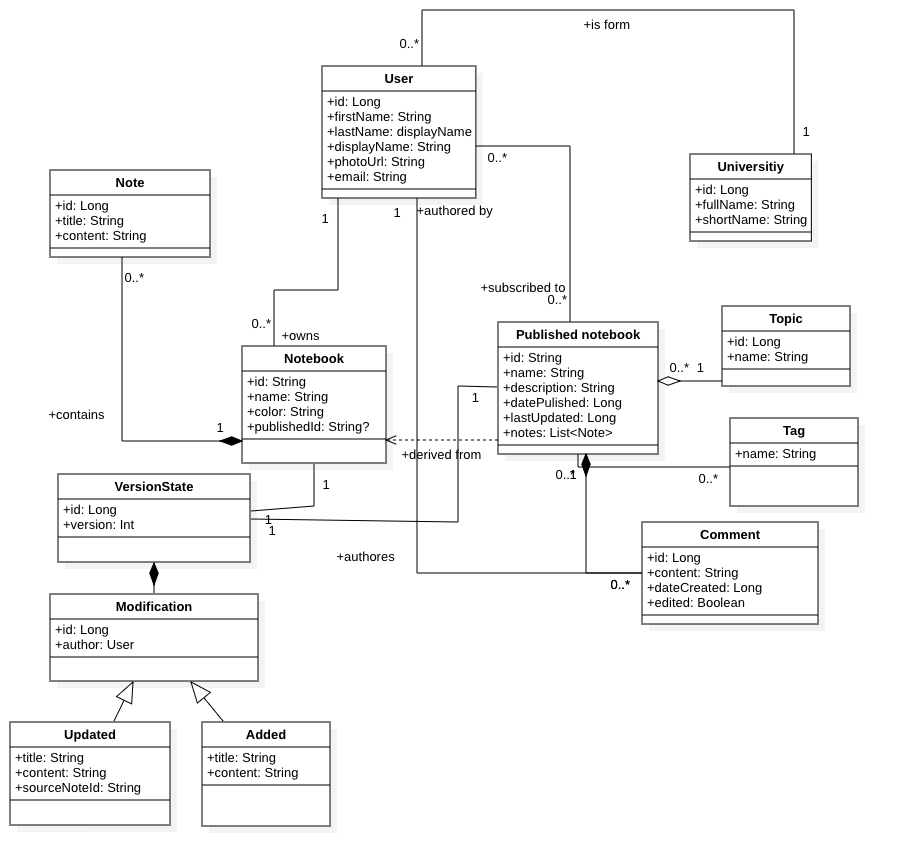 +is form
0..*
1
User
+id: Long
+firstName: String
+lastName: displayName
+displayName: String
+photoUrl: String
+email: String
0..*
Universitiy
+id: Long
+fullName: String
+shortName: String
Note
+id: Long
+title: String
+content: String
1
1
+authored by
0..*
+subscribed to
0..*
0..*
+owns
Topic
+id: Long
+name: String
0..*
1
Published notebook
+id: String
+name: String
+description: String
+datePulished: Long
+lastUpdated: Long
+notes: List<Note>
Notebook
+id: String
+name: String
+color: String
+publishedId: String?
1
+contains
1
+derived from
Tag
+name: String
0..*
0..*
1
VersionState
+id: Long
+version: Int
1
1
1
+authores
0..*
Comment
+id: Long
+content: String
+dateCreated: Long
+edited: Boolean
Modification
+id: Long
+author: User
Updated
+title: String
+content: String
+sourceNoteId: String
Added
+title: String
+content: String